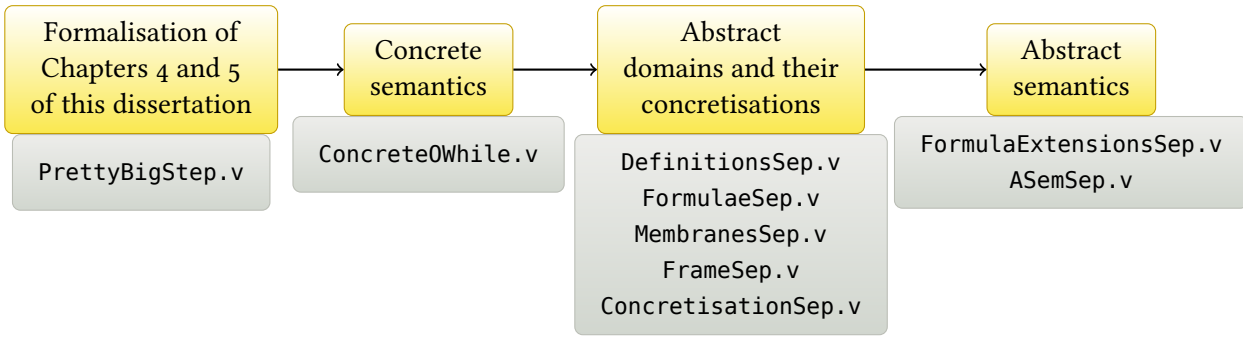 Formalisation of
Chapters 4 and 5
of this dissertation
PrettyBigStep.v
Concrete
semantics
ConcreteOWhile.v
Abstract
domains and their
concretisations
DefinitionsSep.v
FormulaeSep.v
MembranesSep.v
FrameSep.v
ConcretisationSep.v
Abstract
semantics
FormulaExtensionsSep.v
ASemSep.v